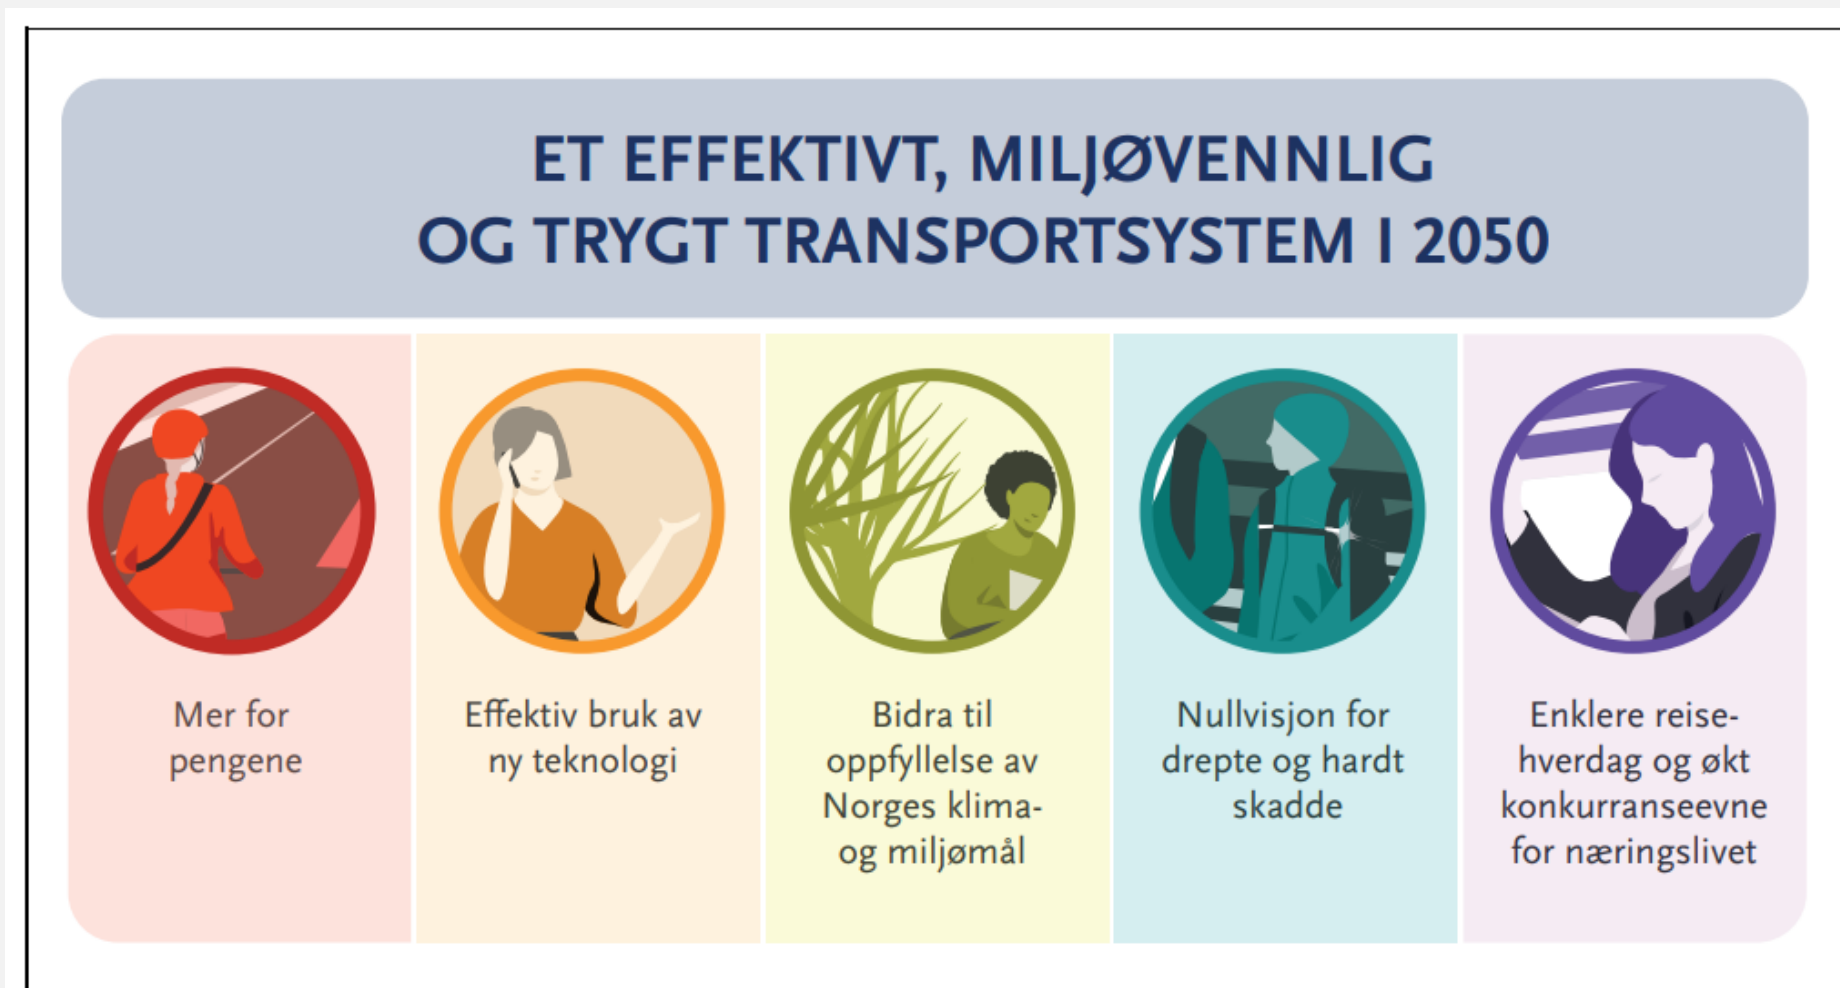 ET EFFEKTIVT, MILJØVENNLIG
OG TRYGT TRANSPORTSYSTEM I 2050
Mer for
pengene
Effektiv bruk av
ny teknologi
Bidra til
oppfyllelse av
Norges klima-
og miljømål
Nullvisjon for
drepte og hardt
skadde
Enklere reise-
hverdag og økt
konkurranseevne
for næringslivet